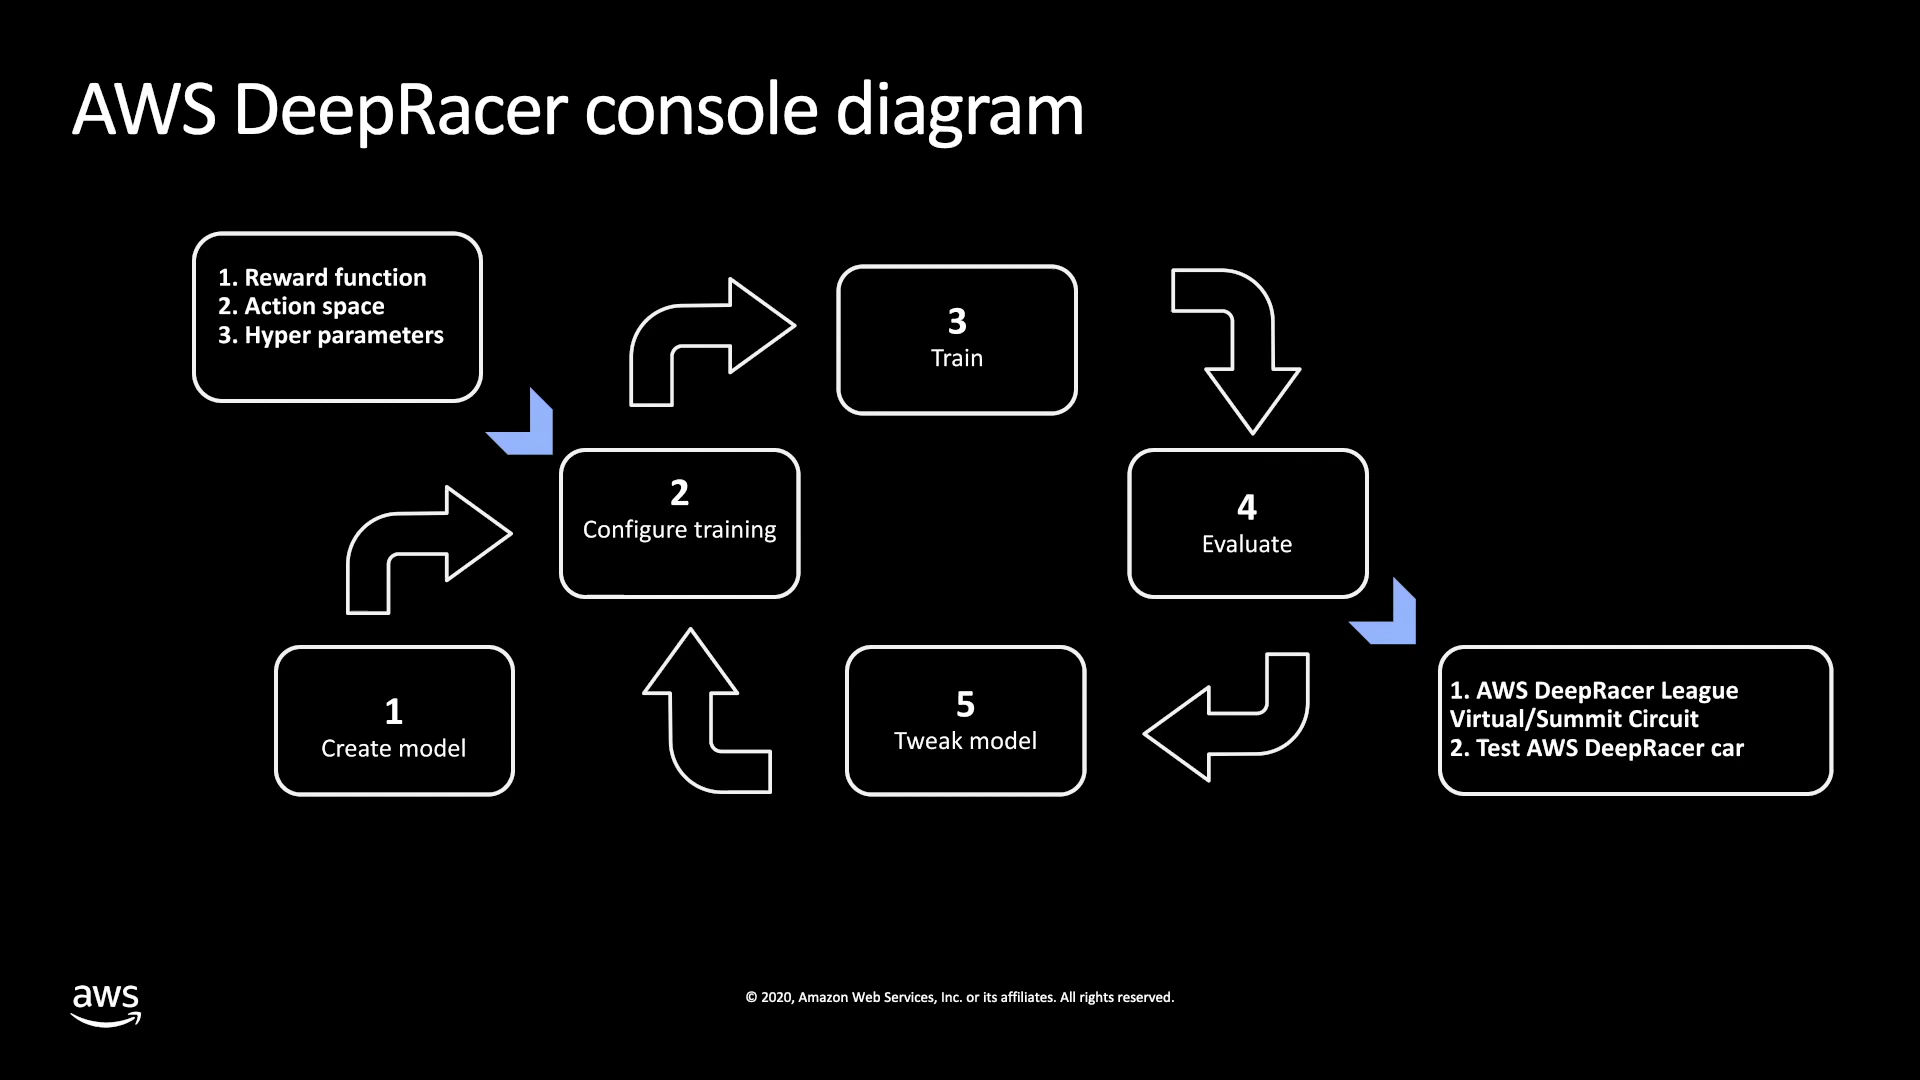 AWS DeepRacer console diagram
1. Reward function
2. Action space
3. Hyper parameters
3
Train
2
Configure training
4
Evaluate
1
Create model
5
Tweak model
1. AWS DeepRacer League
Virtual/Summit Circuit
2. Test AWS DeepRacer car
aws
© 2020, Amazon Web Services, Inc. or its affiliates. All rights reserved.